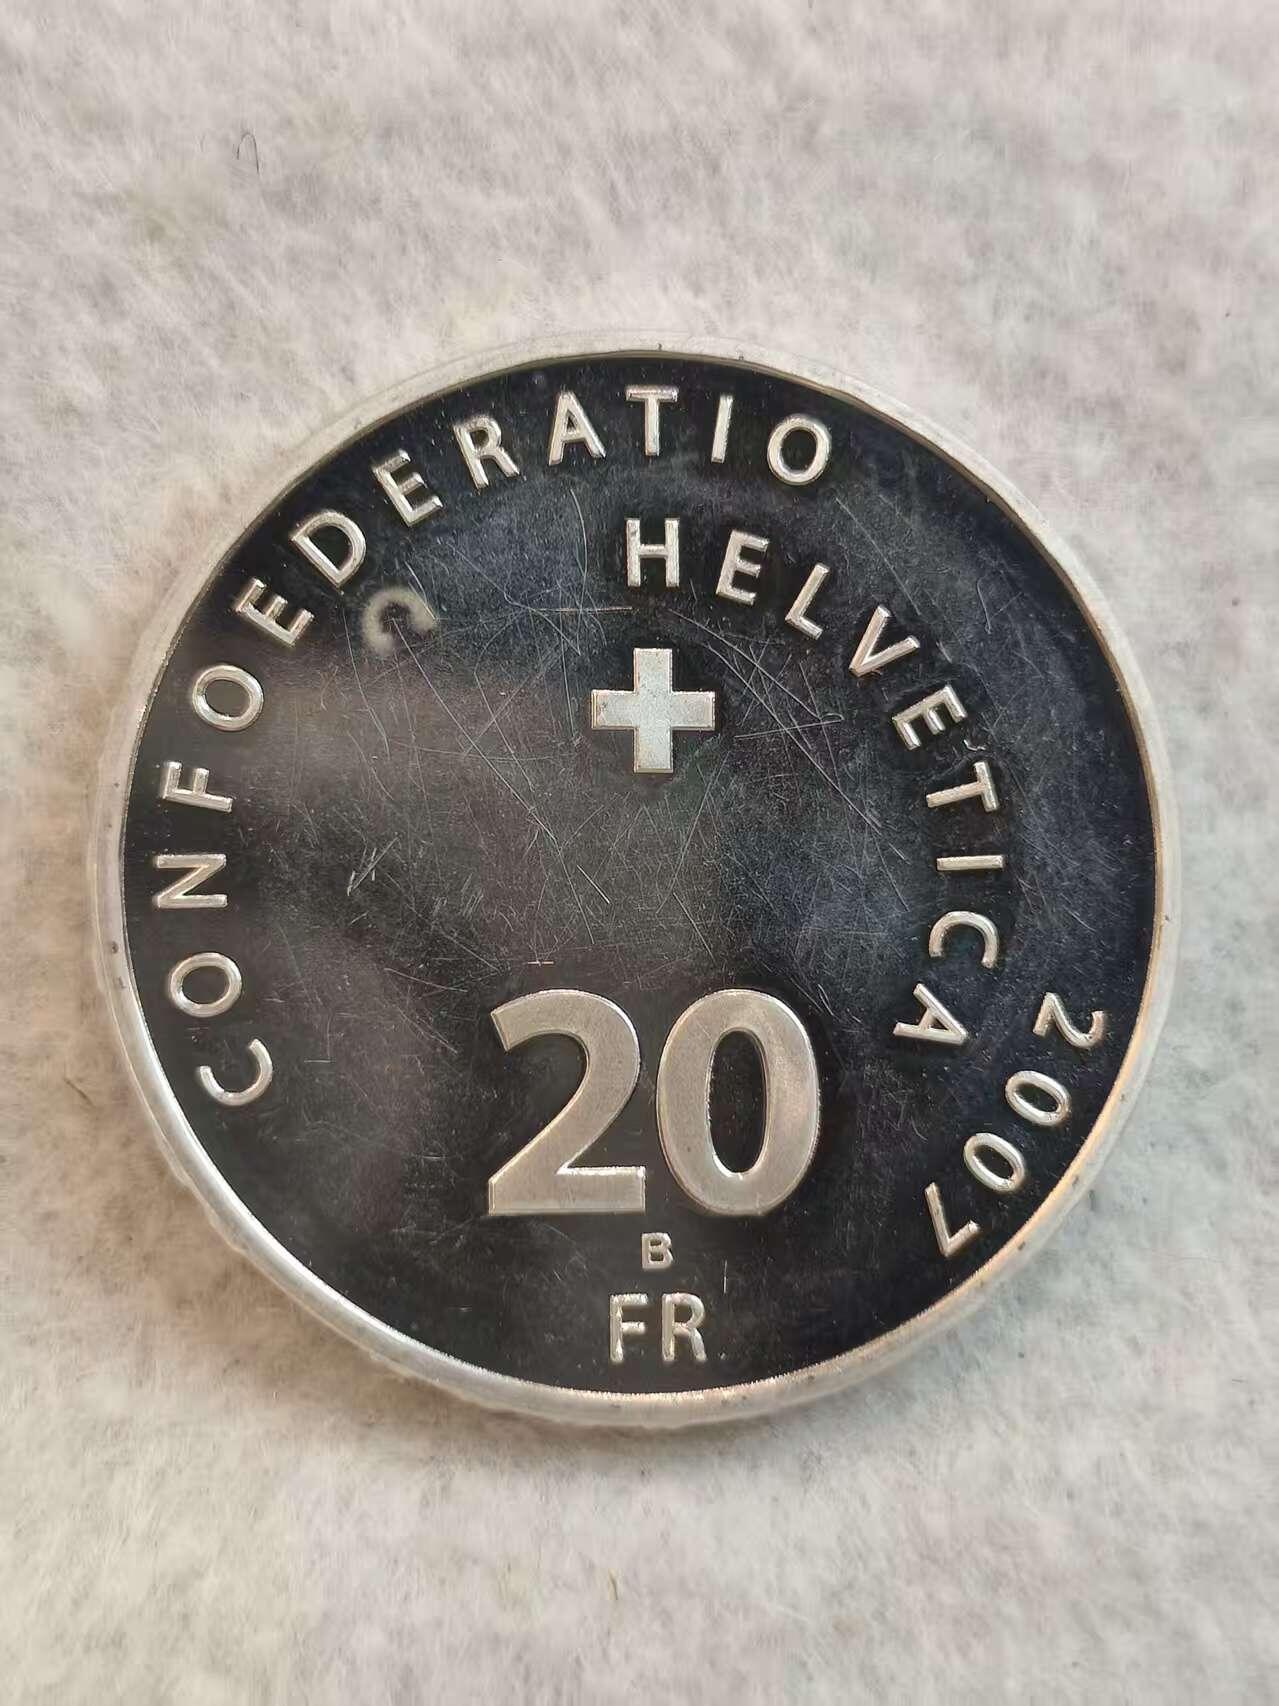 CONFOEDERATIO
HELVETICA
2007
20
B
FR